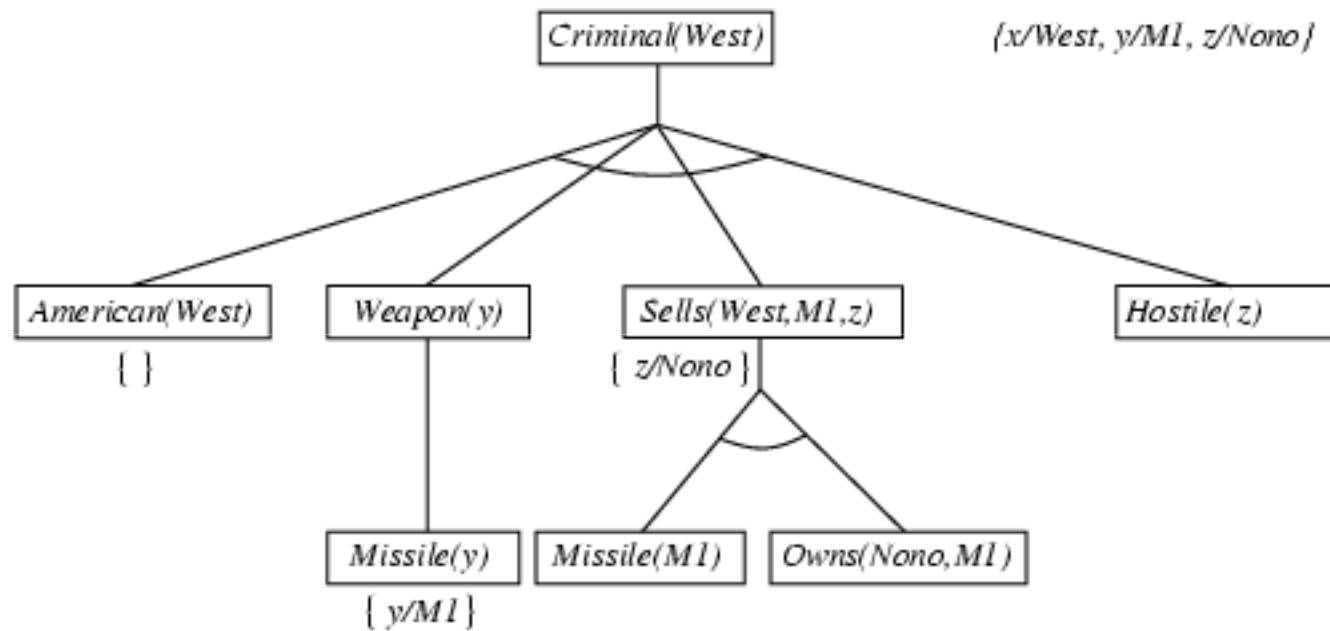 Criminal(West)
{x/West, y/M1, z/Nono}
American(West)
Weapon(y)
Sells(West,M1,z)
Hostile(z)
{ }
{ z/Nono }
Missile(y)
Missile(M1)
Owns(Nono,M1)
{ y/M1}